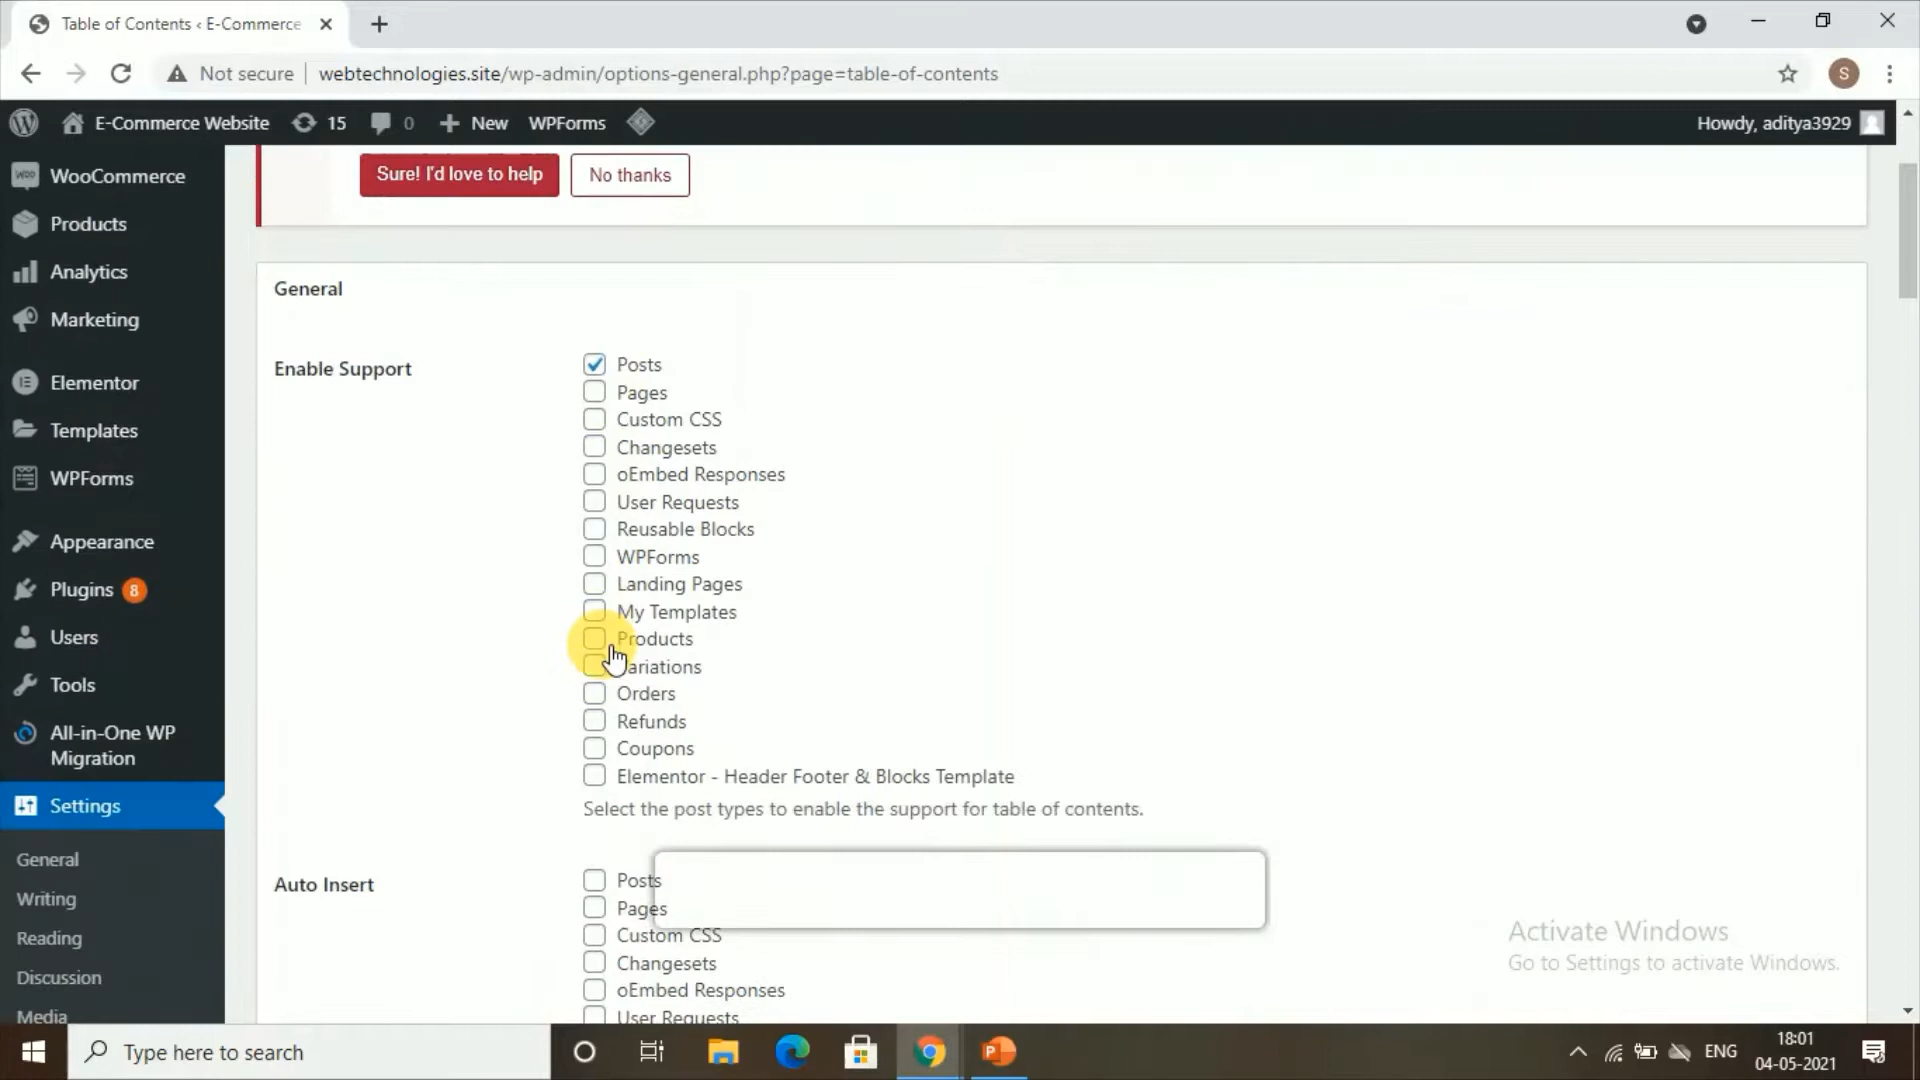 Table of Contents ‹ E-Commerce
Not secure
webtechnologies.site/wp-admin/options-general.php?page=table-of-contents
S
E-Commerce Website
15
0
New
WPForms
Howdy, aditya3929
WooCommerce
Products
Analytics
Marketing
Elementor
Templates
WPForms
Appearance
Plugins 8
Users
Tools
All-in-One WP
Migration
Settings
General
Writing
Reading
Discussion
Media
Sure! I'd love to help
No thanks
General
Enable Support
Posts
Pages
Custom CSS
Changesets
oEmbed Responses
User Requests
Reusable Blocks
WPForms
Landing Pages
My Templates
Products
ariations
Orders
Refunds
Coupons
Elementor - Header Footer & Blocks Template
Select the post types to enable the support for table of contents.
Auto Insert
Posts
Pages
Custom CSS
Changesets
oEmbed Responses
User Requests
Activate Windows
Go to Settings to activate Windows.
Type here to search
ENG
18:01
04-05-2021